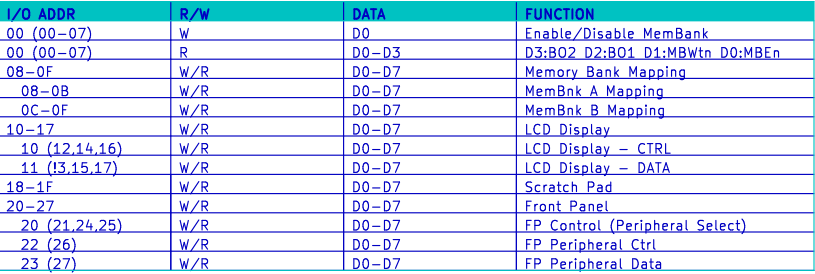 I/O ADDR R/W DATA FUNCTION
00 (00-07) W D0 Enable/Disable MemBank
00 (00-07) R D0-D3 D3:BO2 D2:BO1 D1:MBWtn D0:MBEn
08-0F W/R D0-D7 Memory Bank Mapping
08-0B W/R D0-D7 MemBnk A Mapping
0C-0F W/R D0-D7 MemBnk B Mapping
10-17 W/R D0-D7 LCD Display
10 (12,14,16) W/R D0-D7 LCD Display - CTRL
11 (!3,15,17) W/R D0-D7 LCD Display - DATA
18-1F W/R D0-D7 Scratch Pad
20-27 W/R D0-D7 Front Panel
20 (21,24,25) W/R D0-D7 FP Control (Peripheral Select)
22 (26) W/R D0-D7 FP Peripheral Ctrl
23 (27) W/R D0-D7 FP Peripheral Data